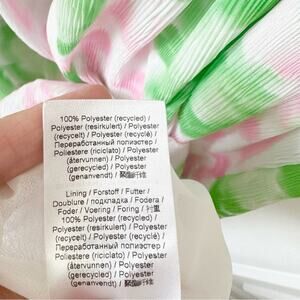 100% Polyester (recycled) /
Polyester (resirkulert) / Polyester
(recycelt) / Polyester (recyclé) /
Переработанный полиэстер /
Poliestere (riciclato) / Polyester
(återvunnen) / Polyester
(gerecycled) / Polyester
(genanvendt) / 聚酯纤维
Lining / Forstoff / Futter /
Doublure / подкладка / Fodera /
Foder / Voering / Foring / 衬里
100% Polyester (recycled) /
Polyester (resirkulert) / Polyester
(recycelt) / Polyester (recyclé) /
Переработанный полиэстер /
Poliestere (riciclato) / Polyester
(återvunnen) / Polyester
(gerecycled) / Polyester
(genanvendt) / 聚酯纤维